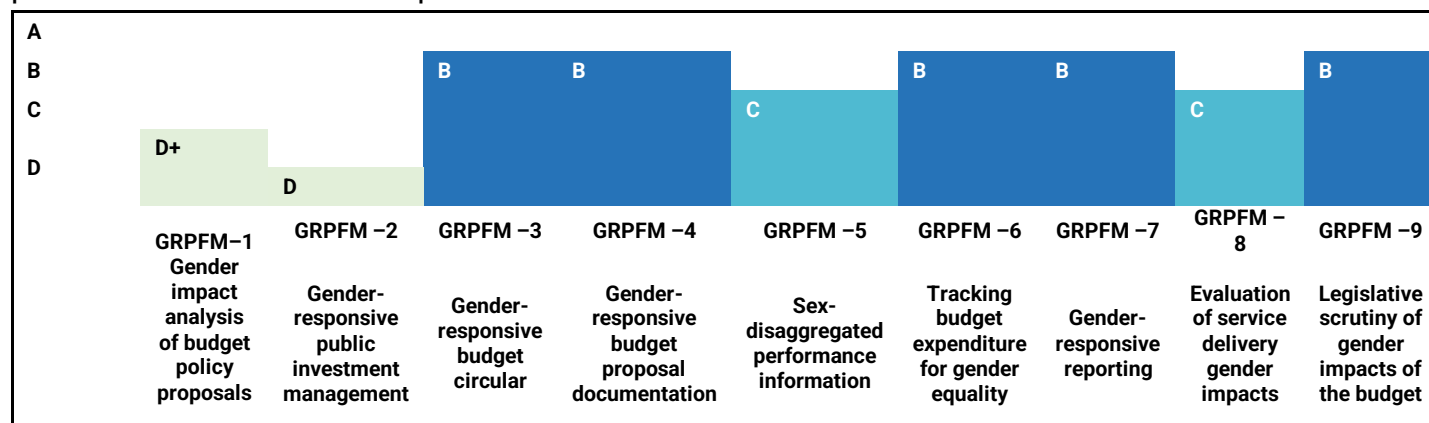 A
B
B
B
B
B
B
C
C
C
D+
D
D
GRPFM–1
Gender
impact
analysis
of budget
policy
proposals
GRPFM –2
Gender-
responsive
public
investment
management
GRPFM –3
Gender-
responsive
budget
circular
GRPFM –4
Gender-
responsive
budget
proposal
documentation
GRPFM –5
Sex-
disaggregated
performance
information
GRPFM –6
Tracking
budget
expenditure
for gender
equality
GRPFM –7
Gender-
responsive
reporting
GRPFM –
8
Evaluation
of service
delivery
gender
impacts
GRPFM –9
Legislative
scrutiny of
gender
impacts of
the budget